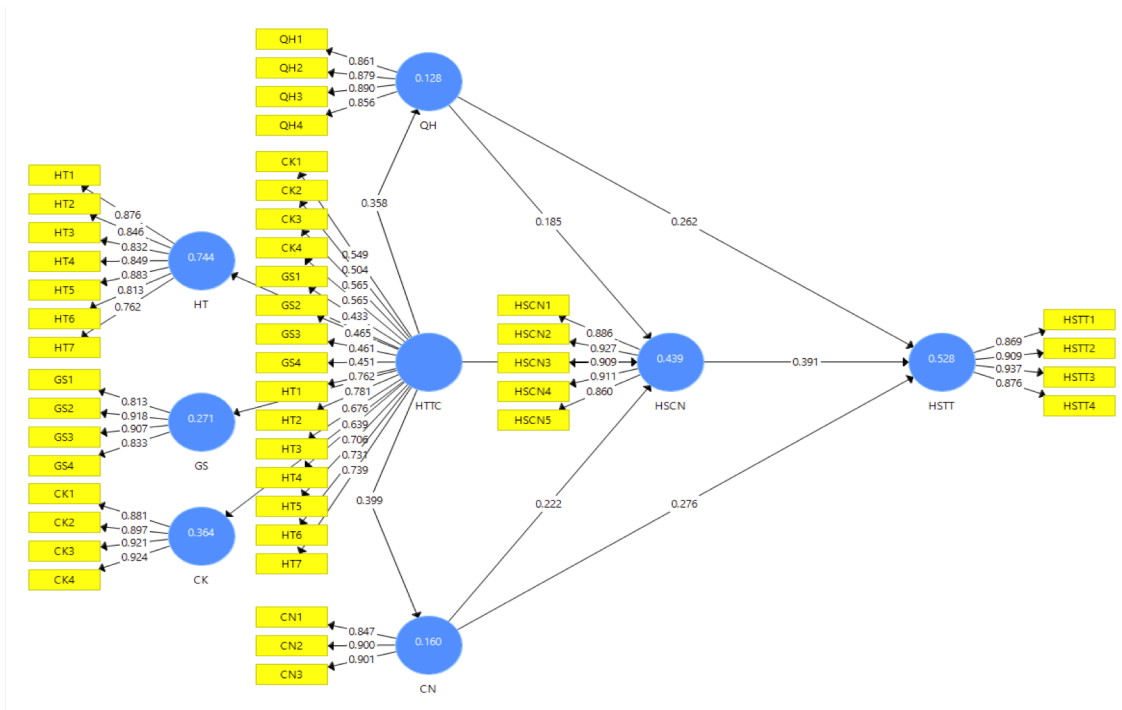 QH1
QH2
QH3
QH4
0.861
0.879
0.890
0.856
0.128
QH
CK1
CK2
CK3
CK4
GS1
GS2
GS3
GS4
HT1
HT2
HT3
HT4
HT5
HT6
HT7
0.549
0.504
0.565
0.565
0.433
0.465
0.461
0.451
0.762
0.781
0.676
0.639
0.706
0.731
0.739
0.358
0.399
HTTC
HT1
HT2
HT3
HT4
HT5
HT6
HT7
0.876
0.846
0.832
0.849
0.883
0.813
0.762
0.744
HT
GS1
GS2
GS3
GS4
0.813
0.918
0.907
0.833
0.271
GS
CK1
CK2
CK3
CK4
0.881
0.897
0.921
0.924
0.364
CK
CN1
CN2
CN3
0.847
0.900
0.901
0.160
CN
0.185
0.262
0.222
0.276
HSCN1
HSCN2
HSCN3
HSCN4
HSCN5
0.886
0.927
0.909
0.911
0.860
0.439
HSCN
0.391
0.528
HSTT
0.869
0.909
0.937
0.876
HSTT1
HSTT2
HSTT3
HSTT4